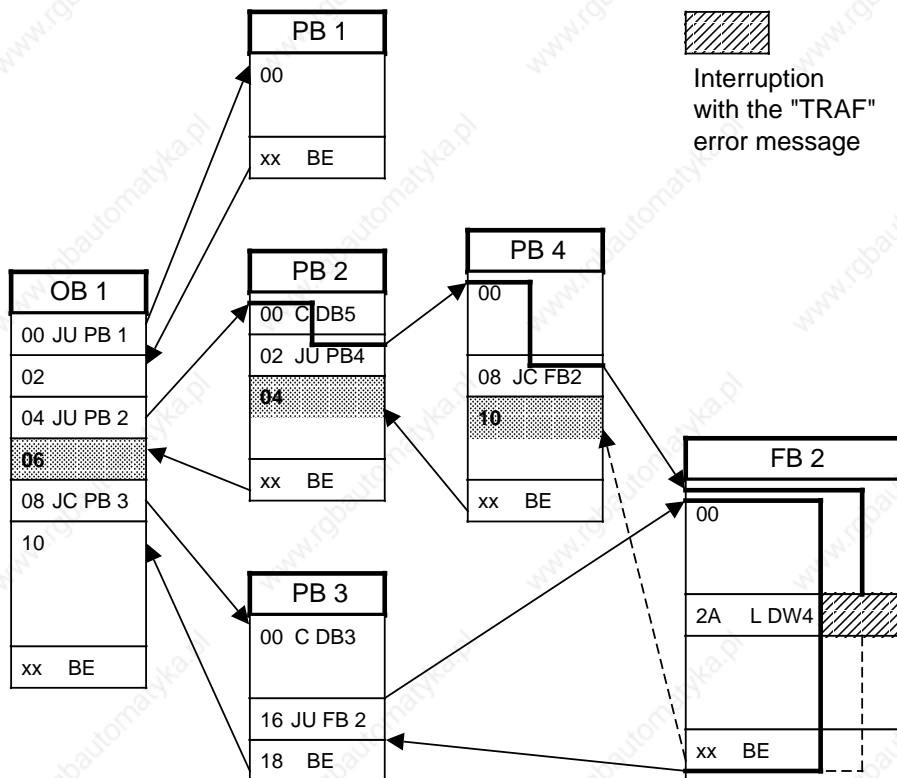 PB 1
00
xx BE
Interruption
with the "TRAF"
error message
OB 1
00 JU PB 1
02
04 JU PB 2
06
08 JC PB 3
10
xx BE
PB 2
00 C DB5
02 JU PB4
04
xx BE
PB 4
00
08 JC FB2
10
xx BE
PB 3
00 C DB3
16 JU FB 2
18 BE
FB 2
00
2A L DW4
xx BE
www.rgbautomatyka.pl